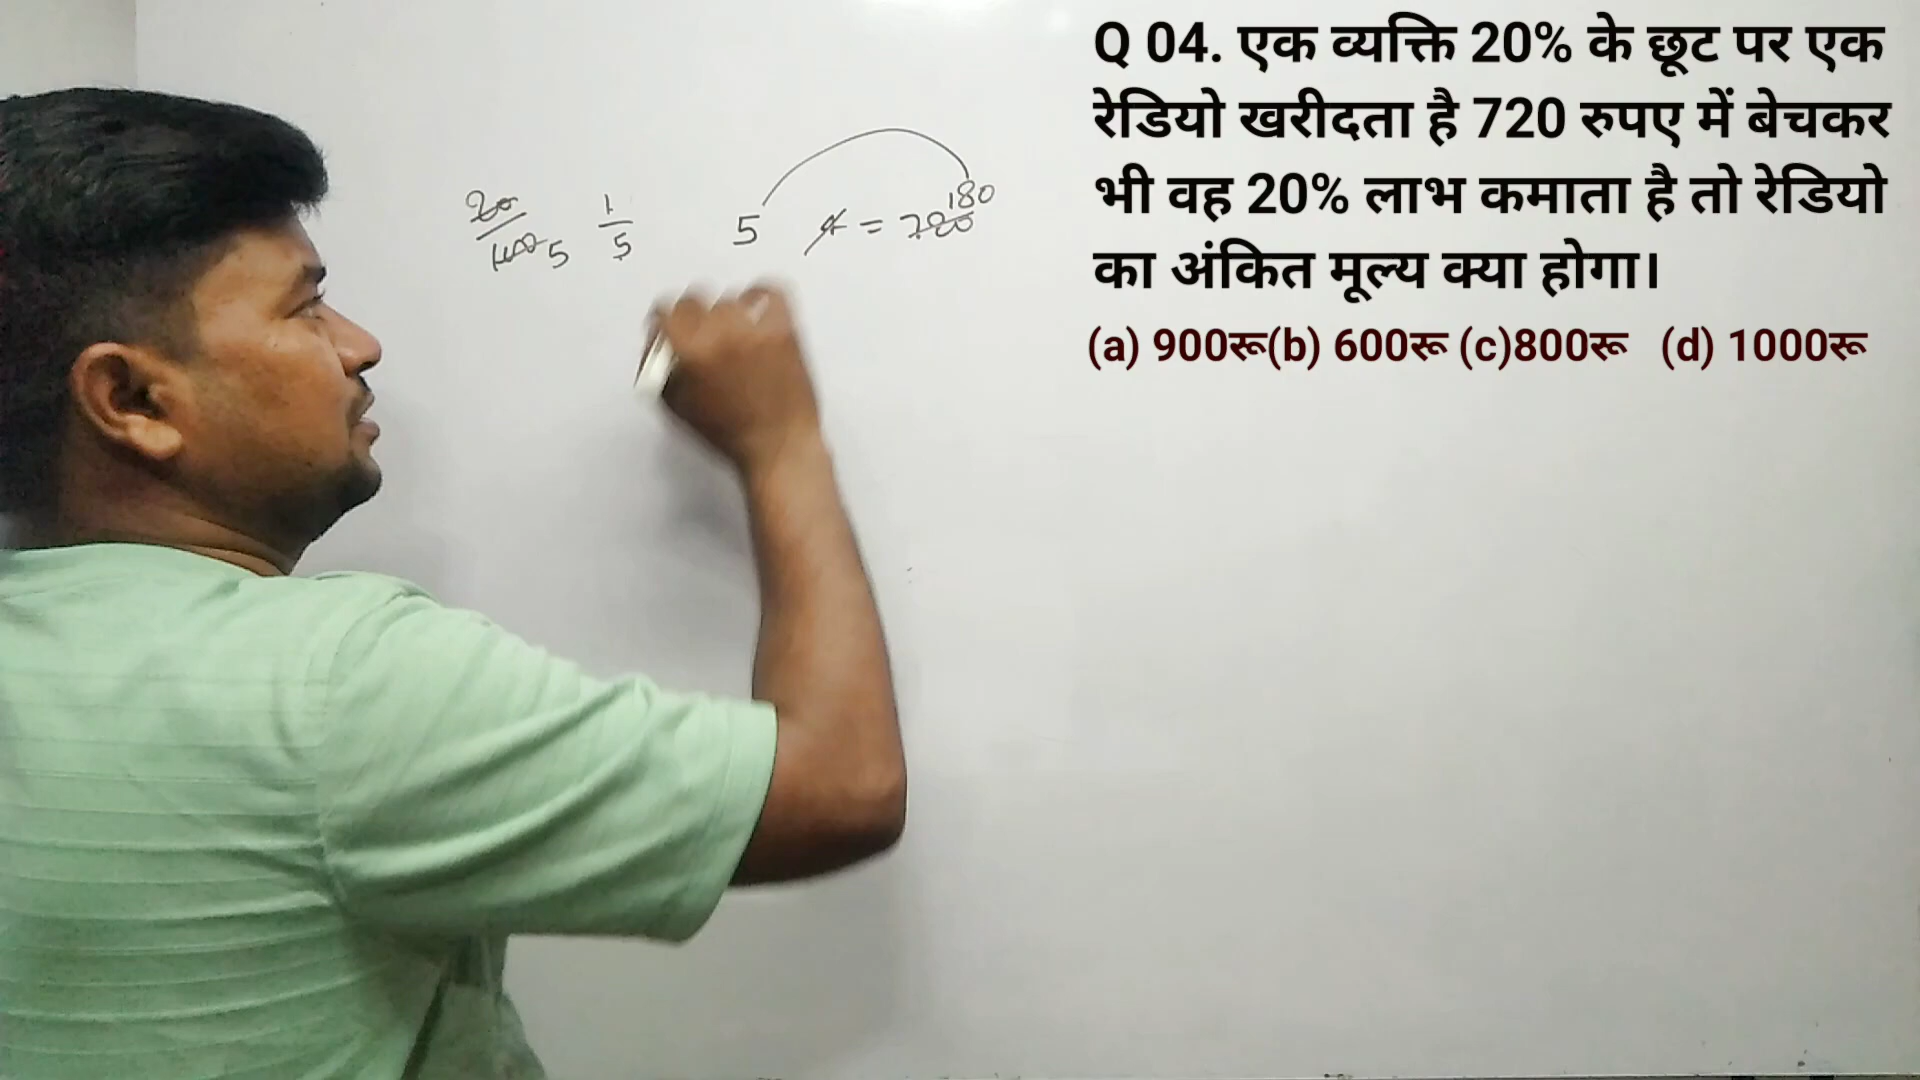 Q 04. एक व्यक्ति 20% के छूट पर एक
रेडियो खरीदता है 720 रुपए में बेचकर
भी वह 20% लाभ कमाता है तो रेडियो
का अंकित मूल्य क्या होगा।
(a) 900रू(b) 600रू (c)800रू (d) 1000रू
20/100 5 1/5 5 4 = 720 180